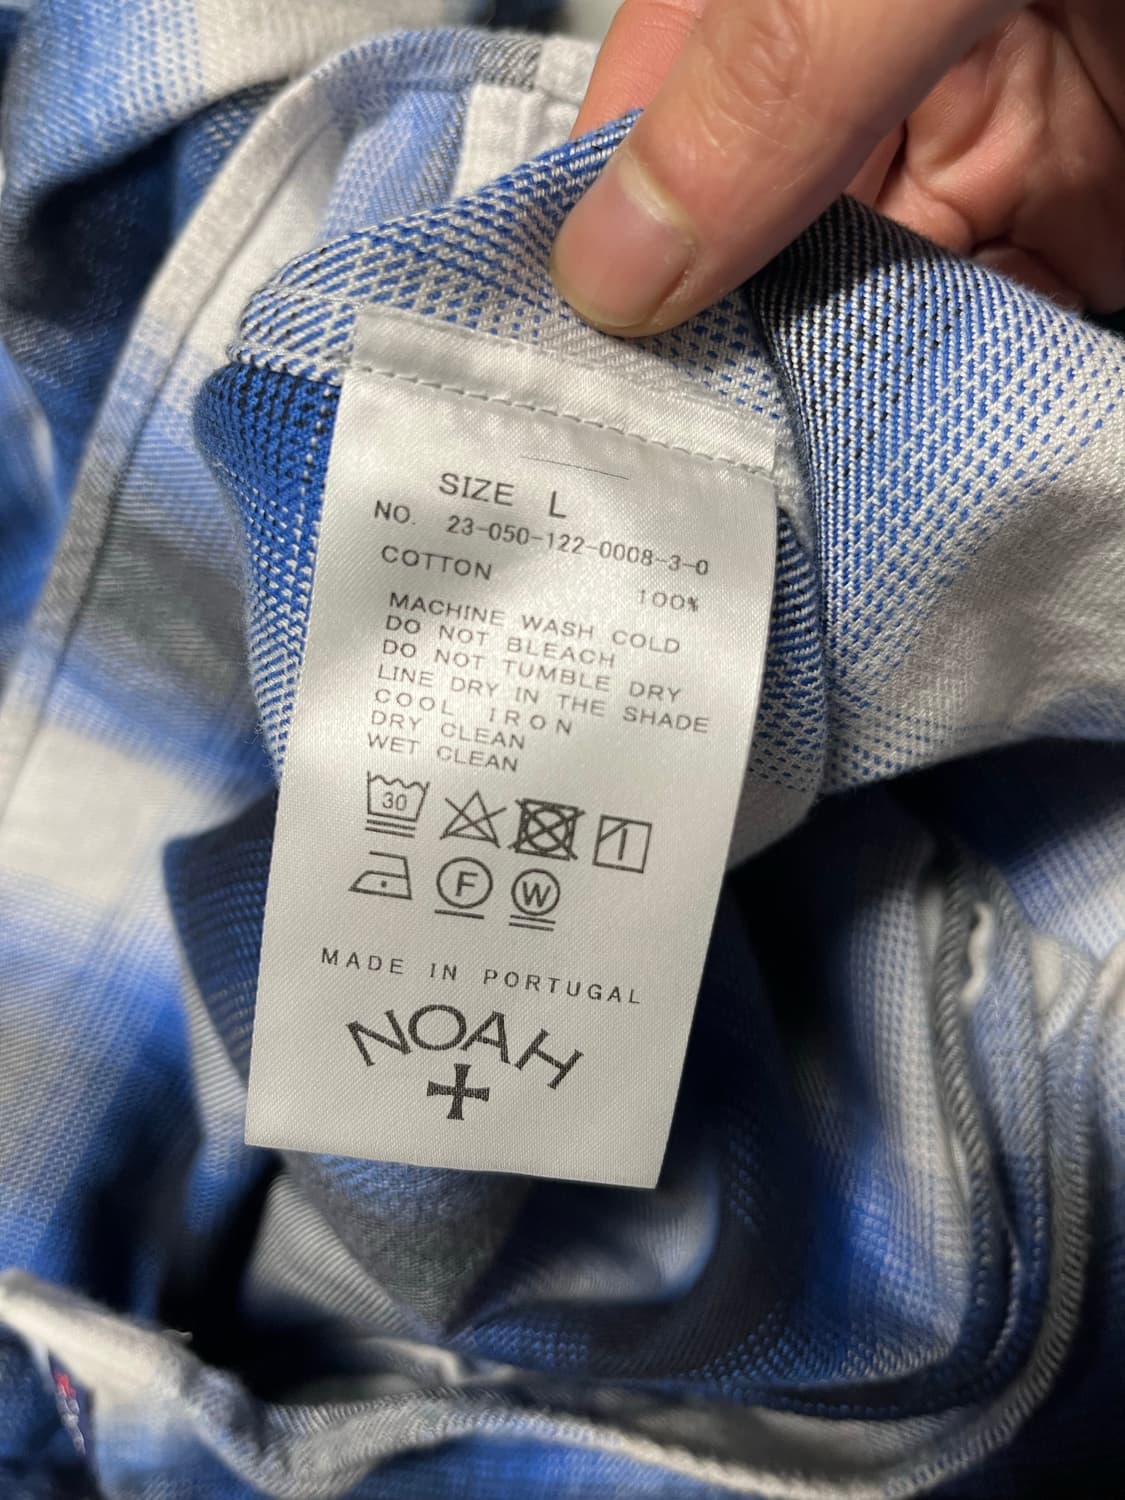 SIZE L
NO. 23-050-122-0008-3-0
COTTON 100%
MACHINE WASH COLD
DO NOT BLEACH
DO NOT TUMBLE DRY
LINE DRY IN THE SHADE
COOL IRON
DRY CLEAN
WET CLEAN
30
F W
MADE IN PORTUGAL
NOAH